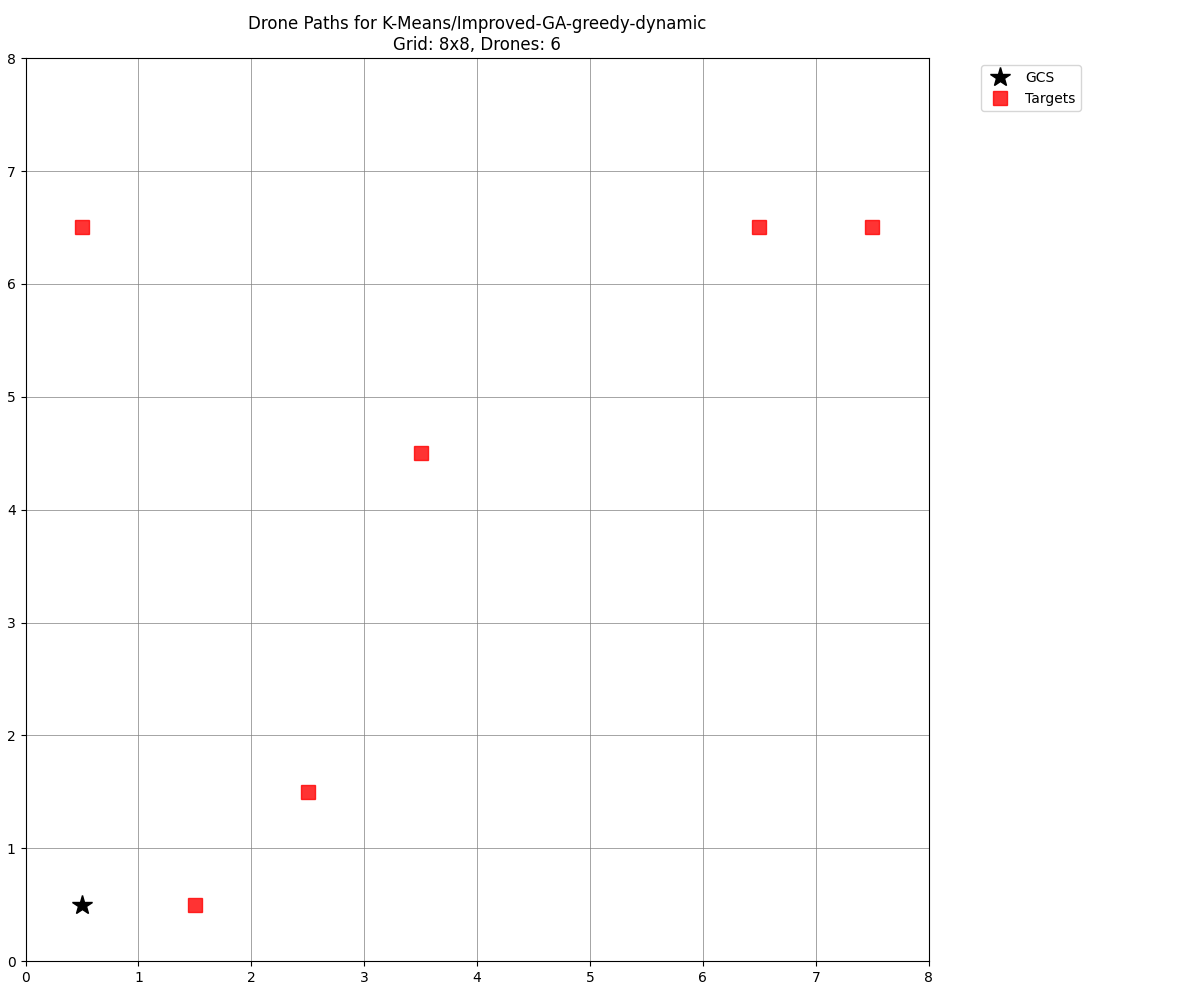 Drone Paths for K-Means/Improved-GA-greedy-dynamic
Grid: 8x8, Drones: 6
GCS
Targets
8
7
6
5
4
3
2
1
0
0 1 2 3 4 5 6 7 8